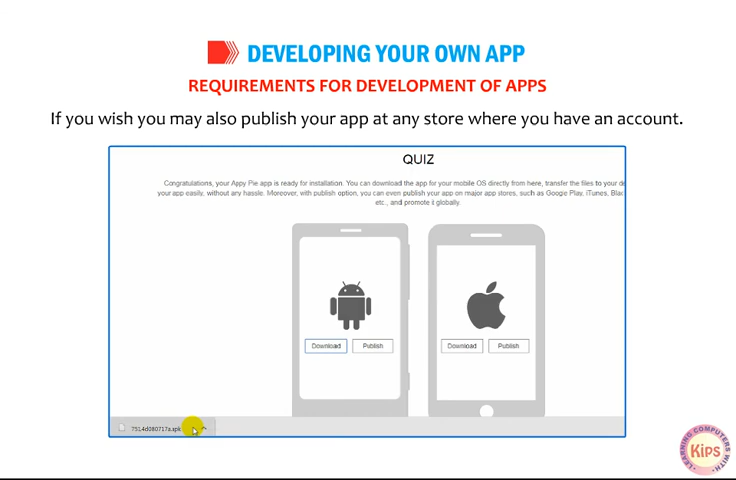 DEVELOPING YOUR OWN APP
REQUIREMENTS FOR DEVELOPMENT OF APPS
If you wish you may also publish your app at any store where you have an account.
QUIZ
Congratulations, your Appy Pie app is ready for installation. You can download the app for your mobile OS directly from here, transfer the files to your de
your app easily, without any hassle. Moreover, with publish option, you can even publish your app on major app stores, such as Google Play, iTunes, Blac
etc., and promote it globally.
Download Publish Download Publish
7514d080717a.apk
LEARNING COMPUTERS WITH
Kips